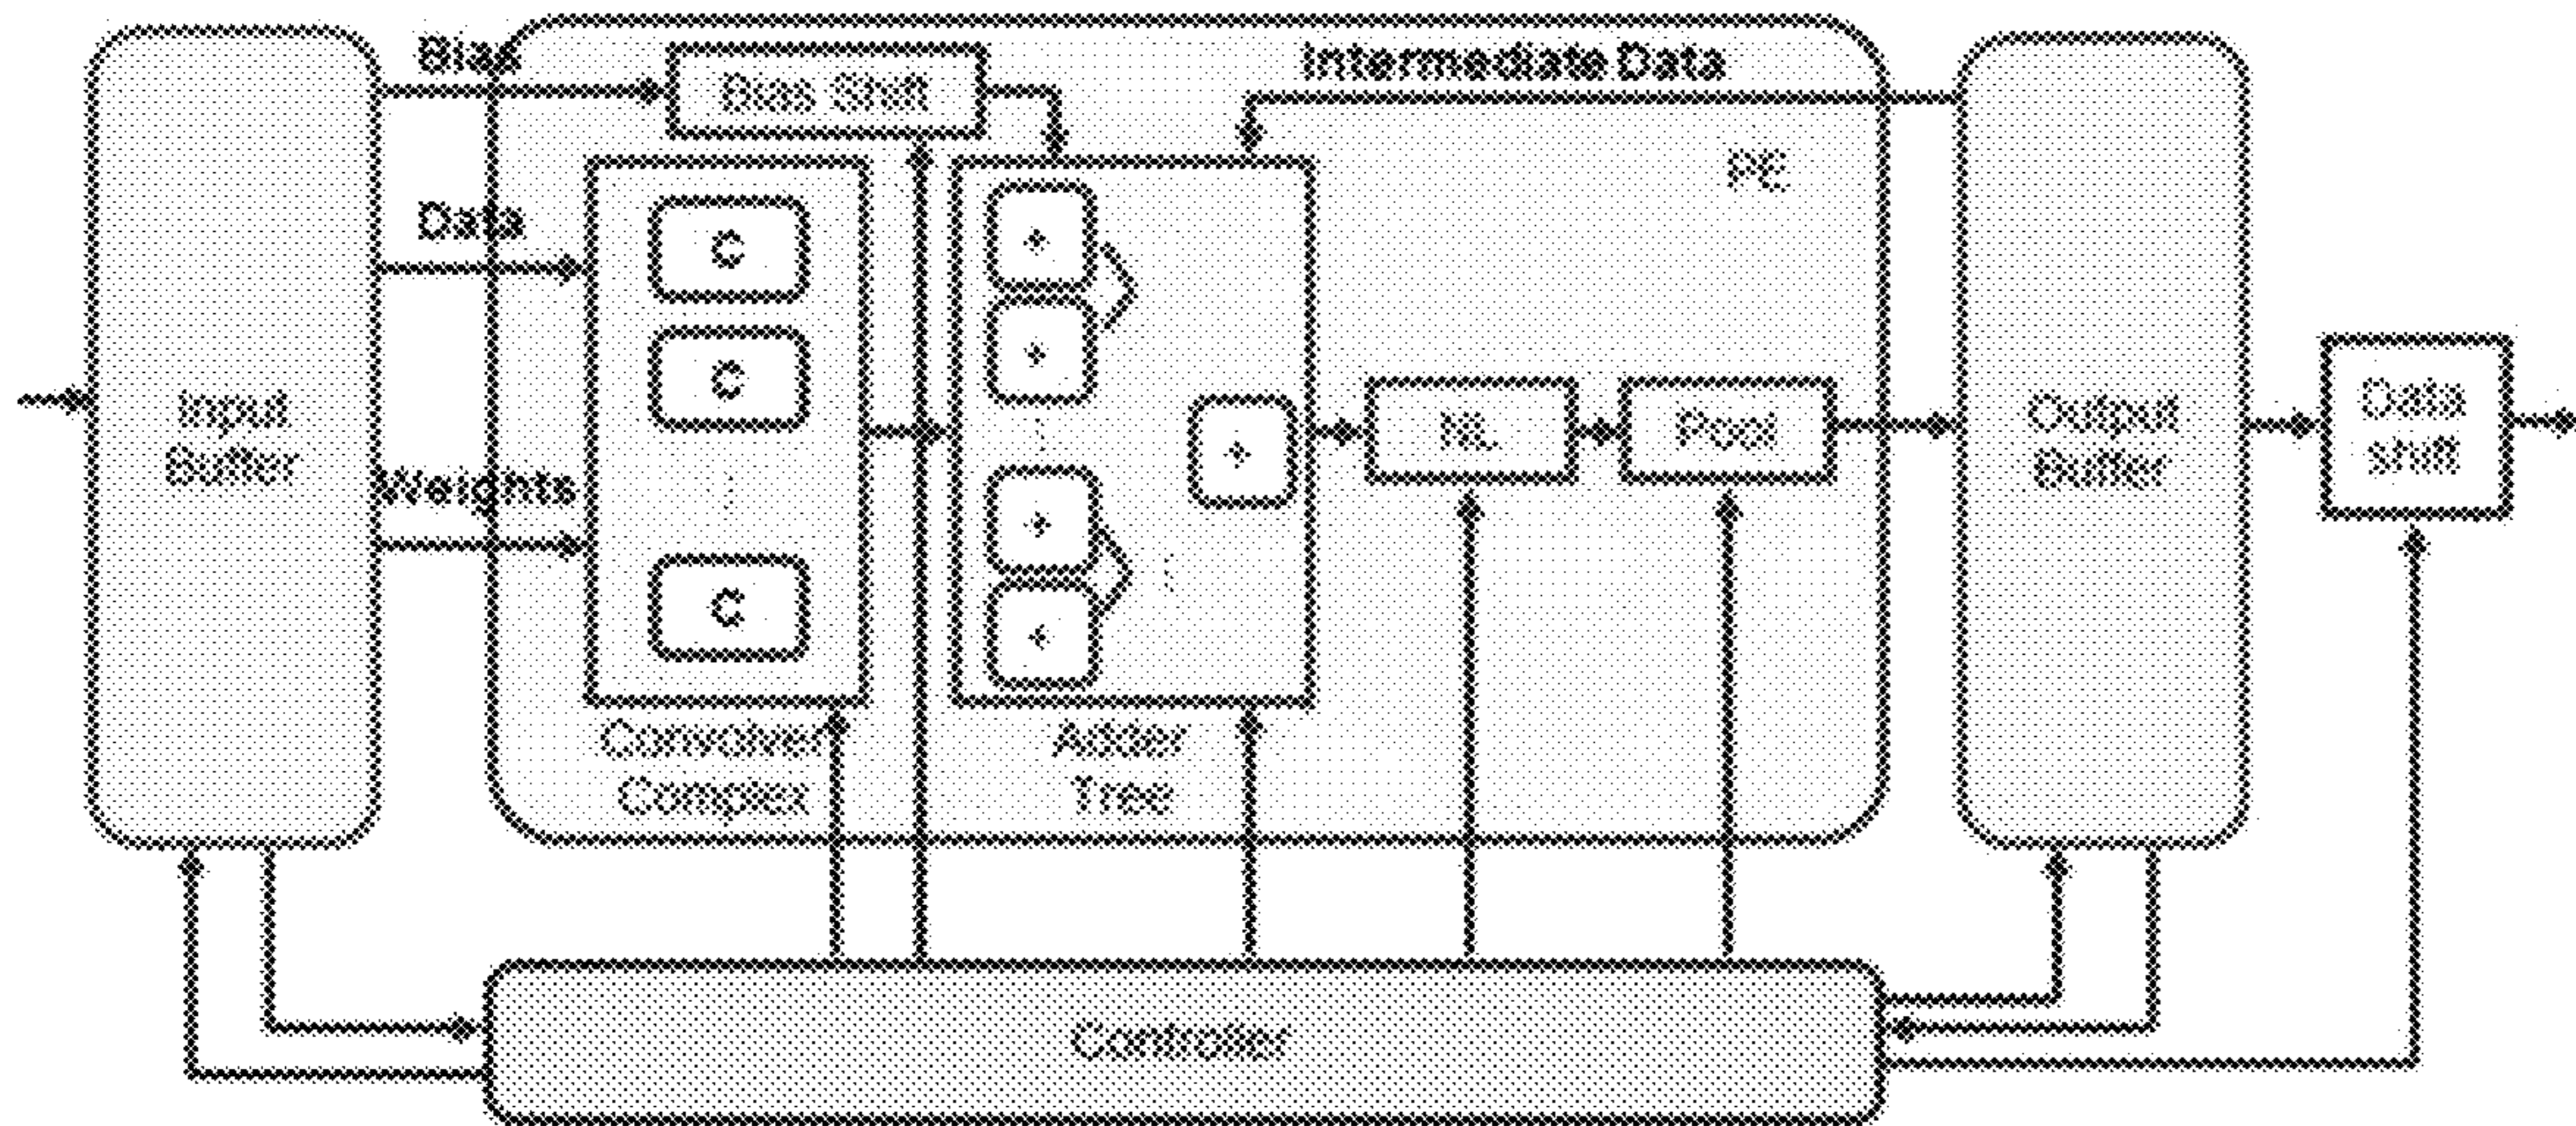 Bias
Bias Shift
Intermediate Data
PE
Data
C
+
C
+
Input
Buffer
Weights
+
NL
Pool
Output
Buffer
Data
shift
+
C
+
Convolver
Complex
Adder
Tree
Controller